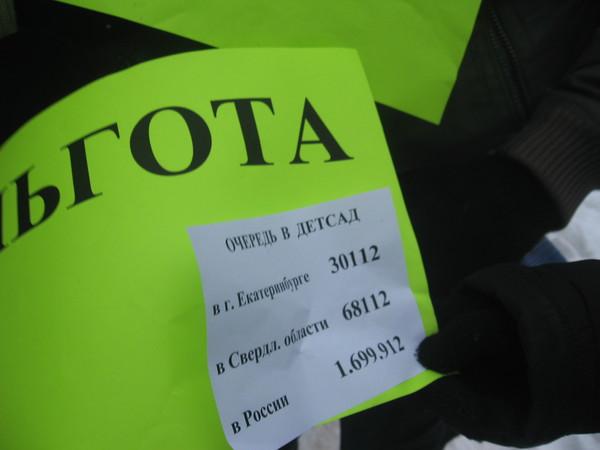 ЬГОТА
ОЧЕРЕДЬ В ДЕТСАД
в г. Екатеринбурге 30112
в Свердл. области 68112
в России 1.699.912